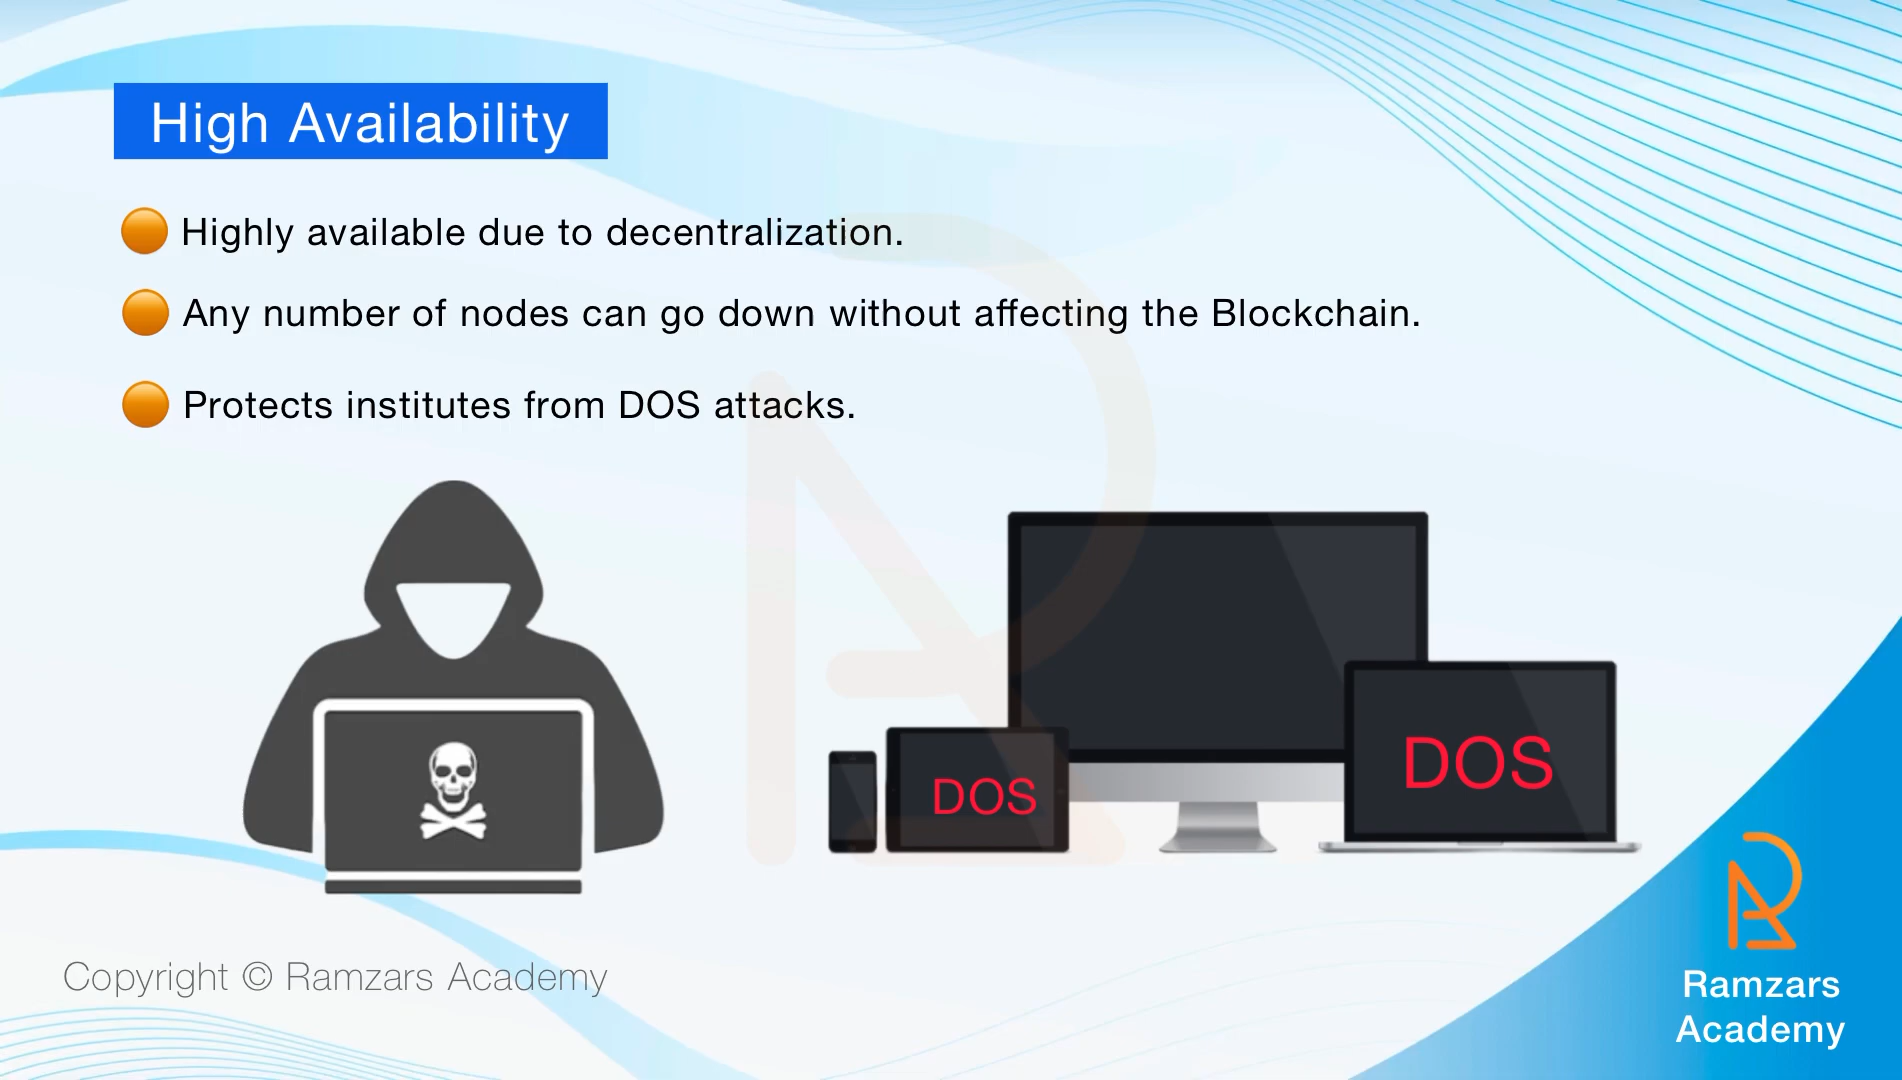 High Availability
Highly available due to decentralization.
Any number of nodes can go down without affecting the Blockchain.
Protects institutes from DOS attacks.
DOS
DOS
Copyright © Ramzars Academy
Ramzars
Academy